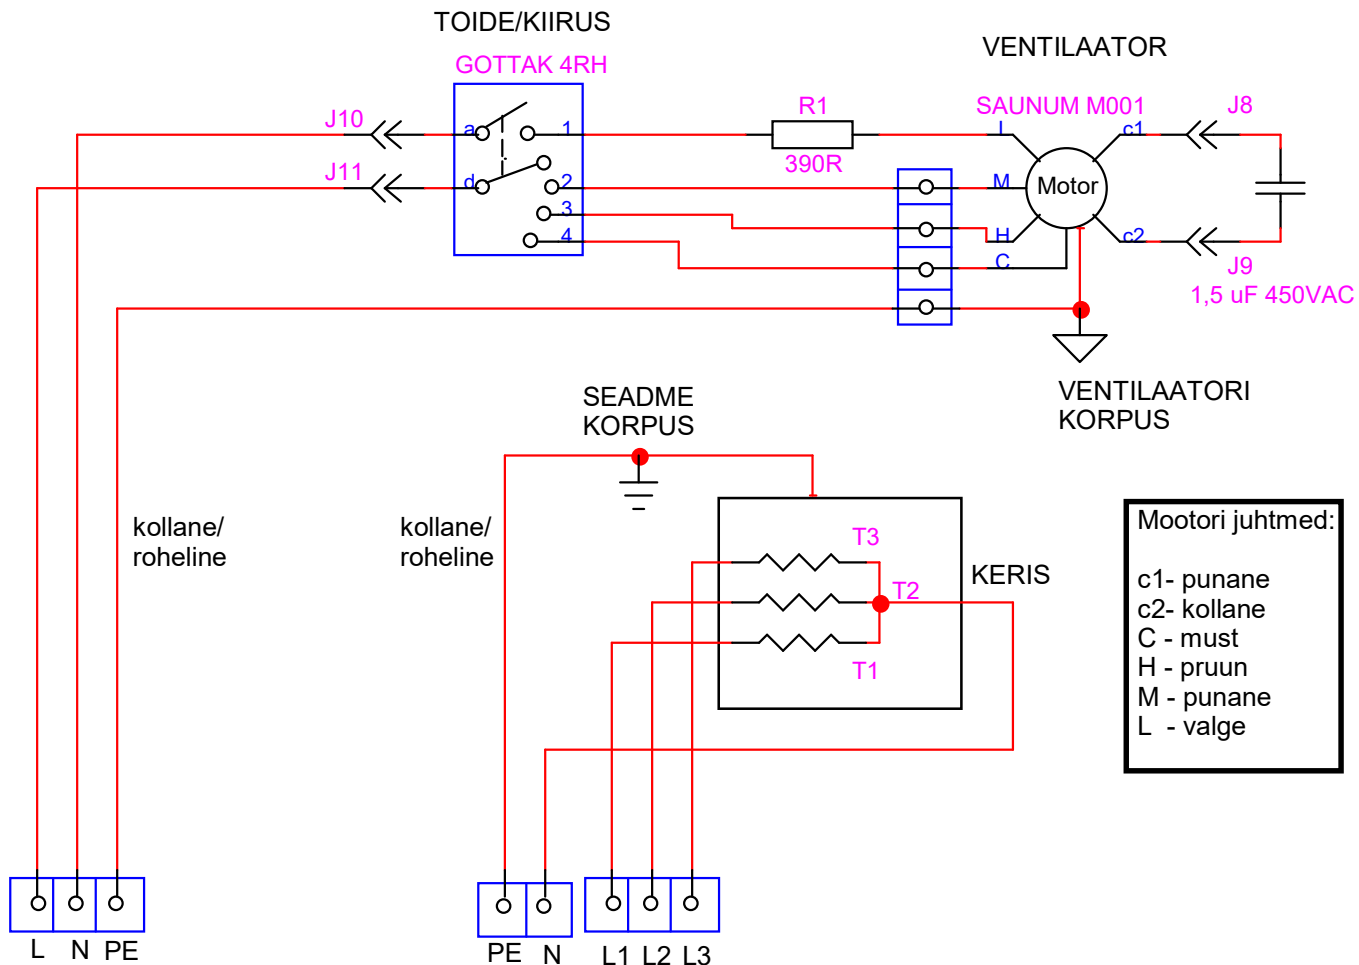 TOIDE/KIIRUS
GOTTAK 4RH
VENTILAATOR
SAUNUM M001
J10
J11
a
d
1
2
3
4
R1
390R
L
M
H
C
Motor
c1
c2
J8
J9
1,5 uF 450VAC
VENTILAATORI
KORPUS
SEADME
KORPUS
kollane/
roheline
kollane/
roheline
T3
T2
T1
KERIS
Mootori juhtmed:
c1- punane
c2- kollane
C - must
H - pruun
M - punane
L - valge
L N PE
PE N L1 L2 L3